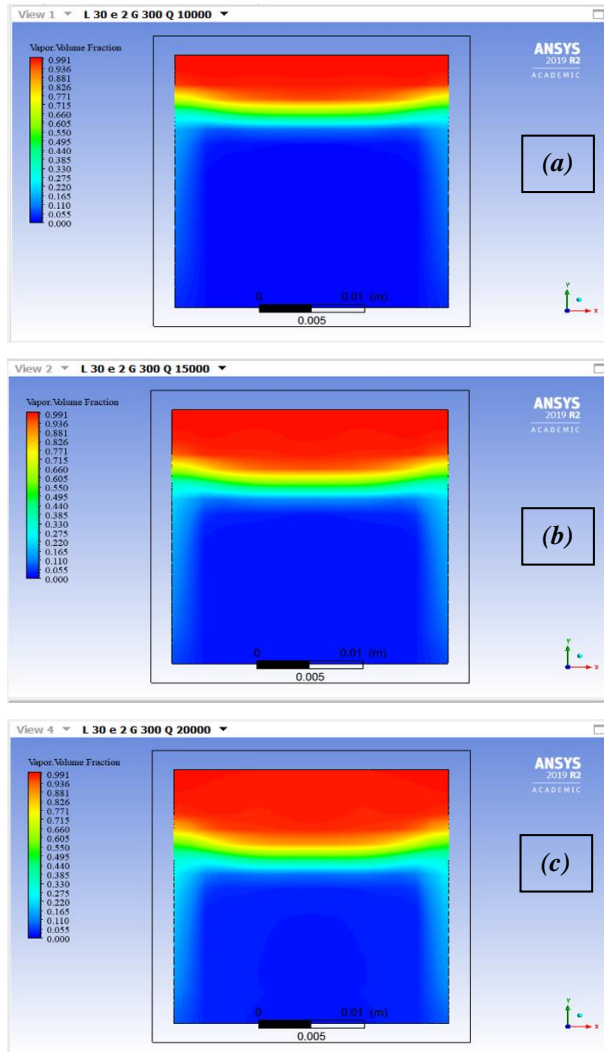 View 1 ▼ L 30 e 2 G 300 Q 10000 ▼
Vapor.Volume Fraction
0.991
0.936
0.881
0.826
0.771
0.715
0.660
0.605
0.550
0.495
0.440
0.385
0.330
0.275
0.220
0.165
0.110
0.055
0.000
ANSYS
2019 R2
ACADEMIC
(a)
0 0.01 (m)
0.005
Y
X
View 2 ▼ L 30 e 2 G 300 Q 15000 ▼
Vapor.Volume Fraction
0.991
0.936
0.881
0.826
0.771
0.715
0.660
0.605
0.550
0.495
0.440
0.385
0.330
0.275
0.220
0.165
0.110
0.055
0.000
ANSYS
2019 R2
ACADEMIC
(b)
0 0.01 (m)
0.005
Y
X
View 4 ▼ L 30 e 2 G 300 Q 20000 ▼
Vapor.Volume Fraction
0.991
0.936
0.881
0.826
0.771
0.715
0.660
0.605
0.550
0.495
0.440
0.385
0.330
0.275
0.220
0.165
0.110
0.055
0.000
ANSYS
2019 R2
ACADEMIC
(c)
0 0.01 (m)
0.005
Y
X